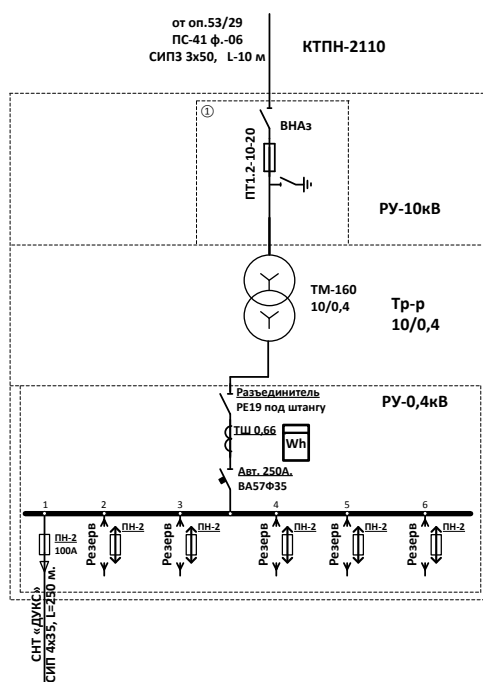 от оп.53/29
ПС-41 ф.-06
СИП3 3х50, L-10 м
КТПН-2110
1
ВНАз
ПТ1.2-10-20
РУ-10кВ
ТМ-160
10/0,4
Тр-р
10/0,4
Разъединитель
РЕ19 под штангу
РУ-0,4кВ
ТШ 0,66
Wh
Авт. 250А.
ВА57Ф35
1
2
3
4
5
6
ПН-2
100А
Резерв
ПН-2
Резерв
ПН-2
Резерв
ПН-2
Резерв
ПН-2
Резерв
ПН-2
СНТ «ДУКС»
СИП 4х35, L=250 м.